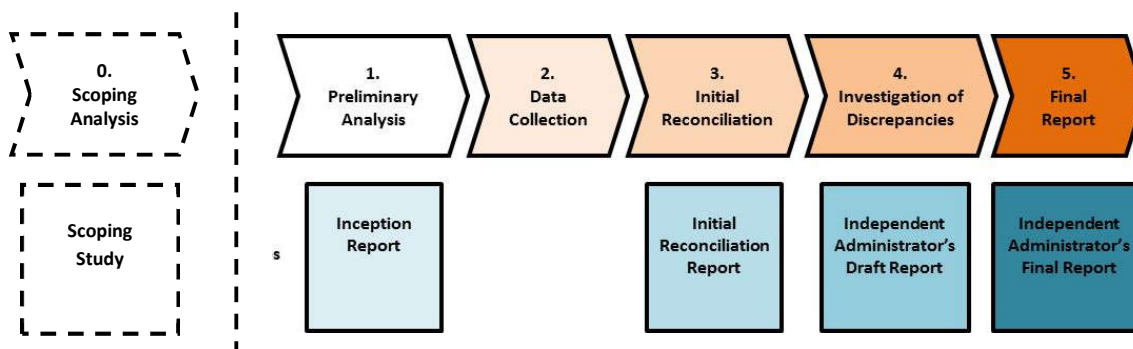 0.
Scoping
Analysis
1.
Preliminary
Analysis
2.
Data
Collection
3.
Initial
Reconciliation
4.
Investigation of
Discrepancies
5.
Final
Report
Scoping
Study
s
Inception
Report
Initial
Reconciliation
Report
Independent
Administrator's
Draft Report
Independent
Administrator's
Final Report